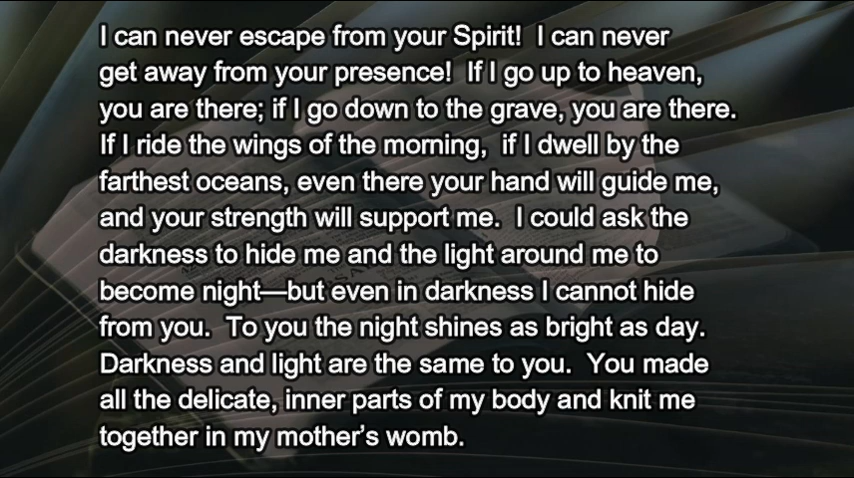 I can never escape from your Spirit!  I can never
get away from your presence!  If I go up to heaven,
you are there; if I go down to the grave, you are there.
If I ride the wings of the morning,  if I dwell by the
farthest oceans, even there your hand will guide me,
and your strength will support me.  I could ask the
darkness to hide me and the light around me to
become night—but even in darkness I cannot hide
from you.  To you the night shines as bright as day.
Darkness and light are the same to you.  You made
all the delicate, inner parts of my body and knit me
together in my mother’s womb.